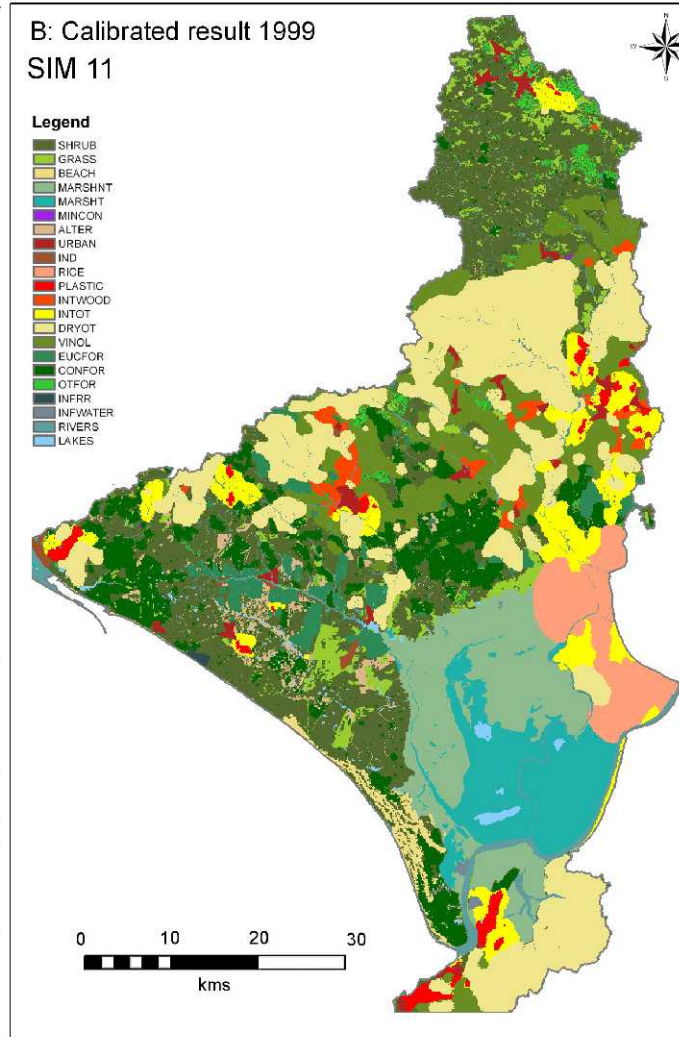 B: Calibrated result 1999
SIM 11
N
W
E
S
Legend
SHRUB
GRASS
BEACH
MARSHNT
MARSHT
MINCON
ALTER
URBAN
IND
RICE
PLASTIC
INTWOOD
INTOT
DRYOT
VINOL
EUCFOR
CONFOR
OTFOR
INFRR
INFWATER
RIVERS
LAKES
0 10 20 30
kms